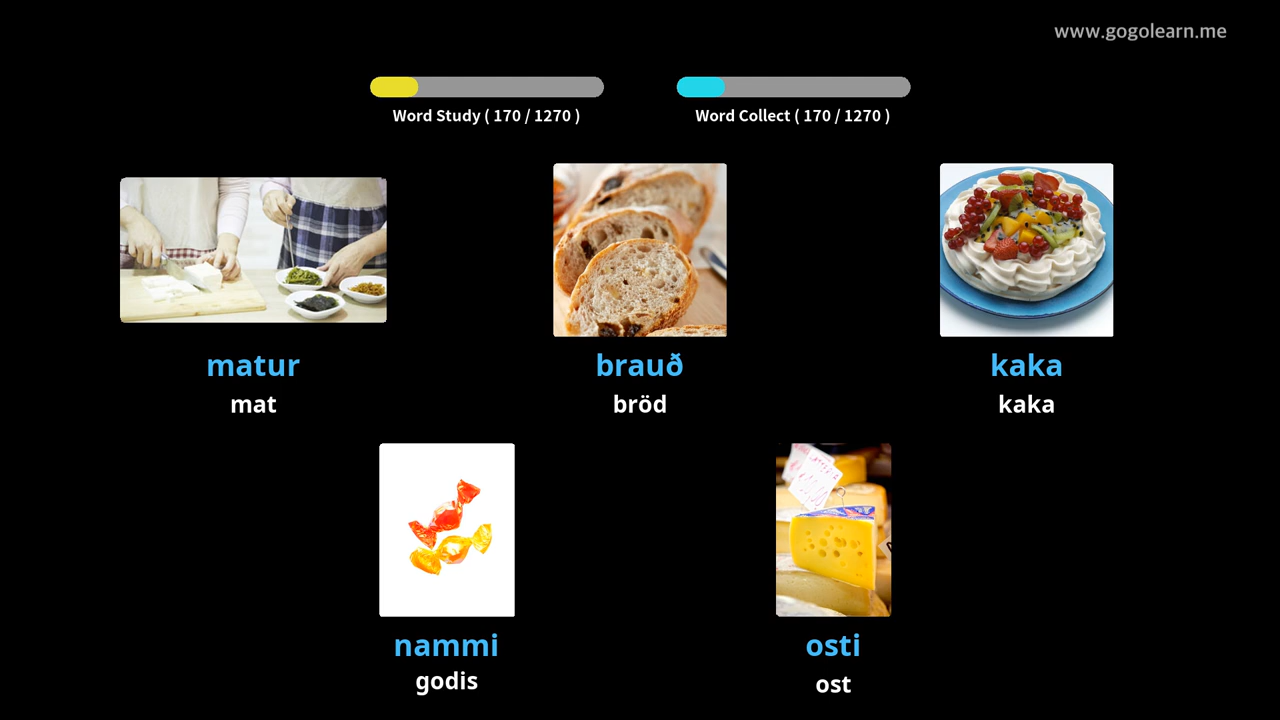 www.gogolearn.me
Word Study ( 170 / 1270 )
Word Collect ( 170 / 1270 )
matur
mat
brauð
bröd
kaka
kaka
nammi
godis
osti
ost